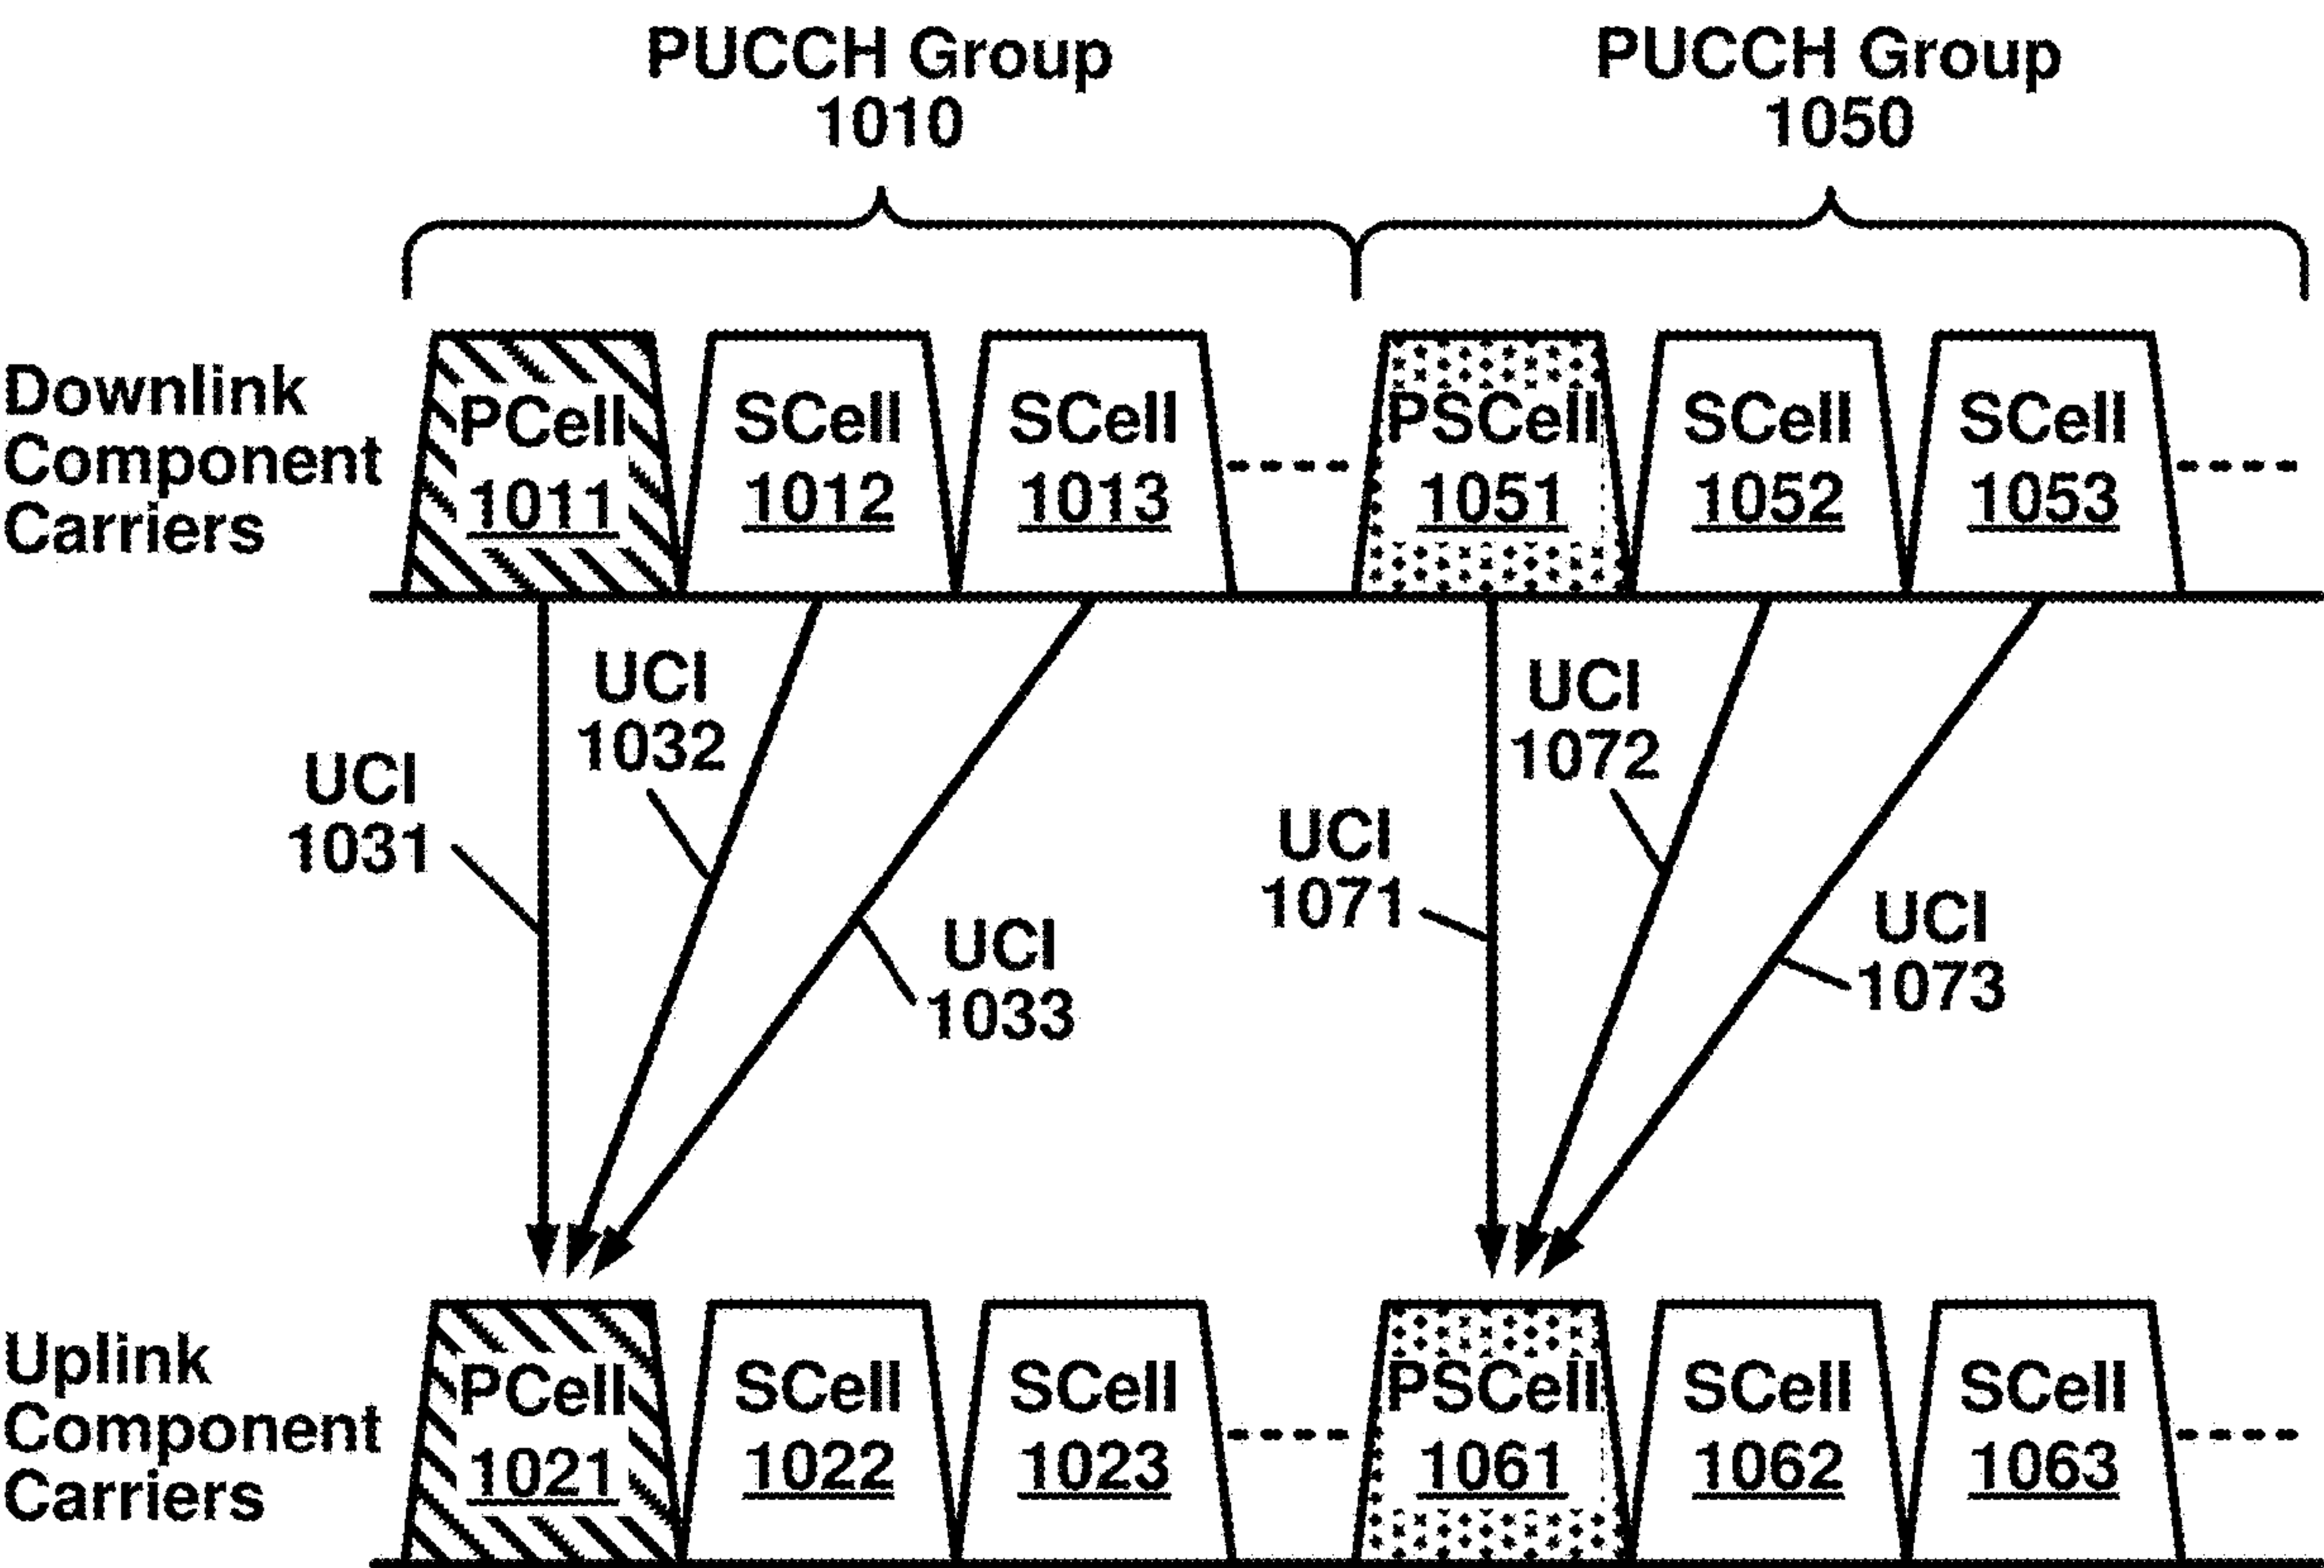 PUCCH Group
1010
PUCCH Group
1050
Downlink
Component
Carriers
PCell
1011
SCell
1012
SCell
1013
PSCell
1051
SCell
1052
SCell
1053
UCI
1031
UCI
1032
UCI
1033
UCI
1071
UCI
1072
UCI
1073
Uplink
Component
Carriers
PCell
1021
SCell
1022
SCell
1023
PSCell
1061
SCell
1062
SCell
1063